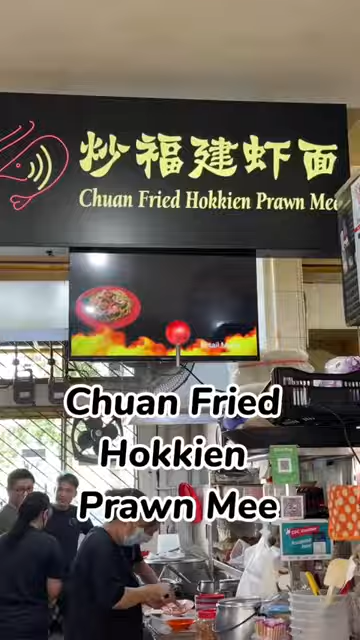 炒福建虾面
Chuan Fried Hokkien Prawn Mee
Chuan Fried
Hokkien
Prawn Mee